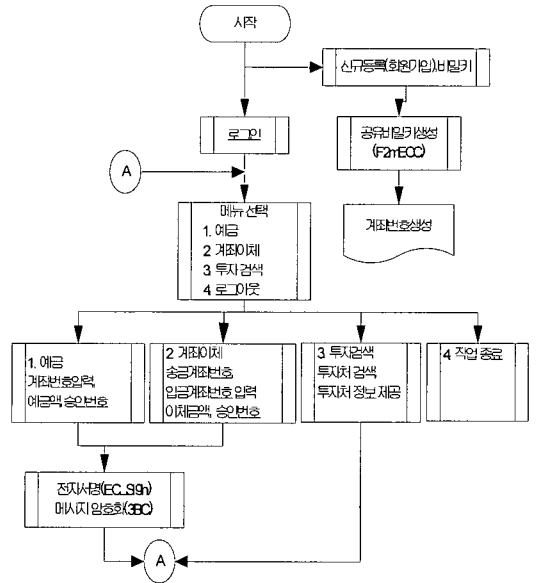 시작
신규등록(회원가입),비밀키
로그인
공유비밀키생성
(F2mECC)
A
계좌번호생성
메뉴 선택
1. 예금
2. 계좌이체
3. 투자 검색
4. 로그아웃
1. 예금
계좌번호입력
예금액, 승인번호
2. 계좌이체
송금계좌번호
입금계좌번호 입력
이체금액, 승인번호
3. 투자검색
투자처 검색
투자처 정보 제공
4. 작업 종료
전자서명(EC_Sign)
메시지 암호화(3BC)
A